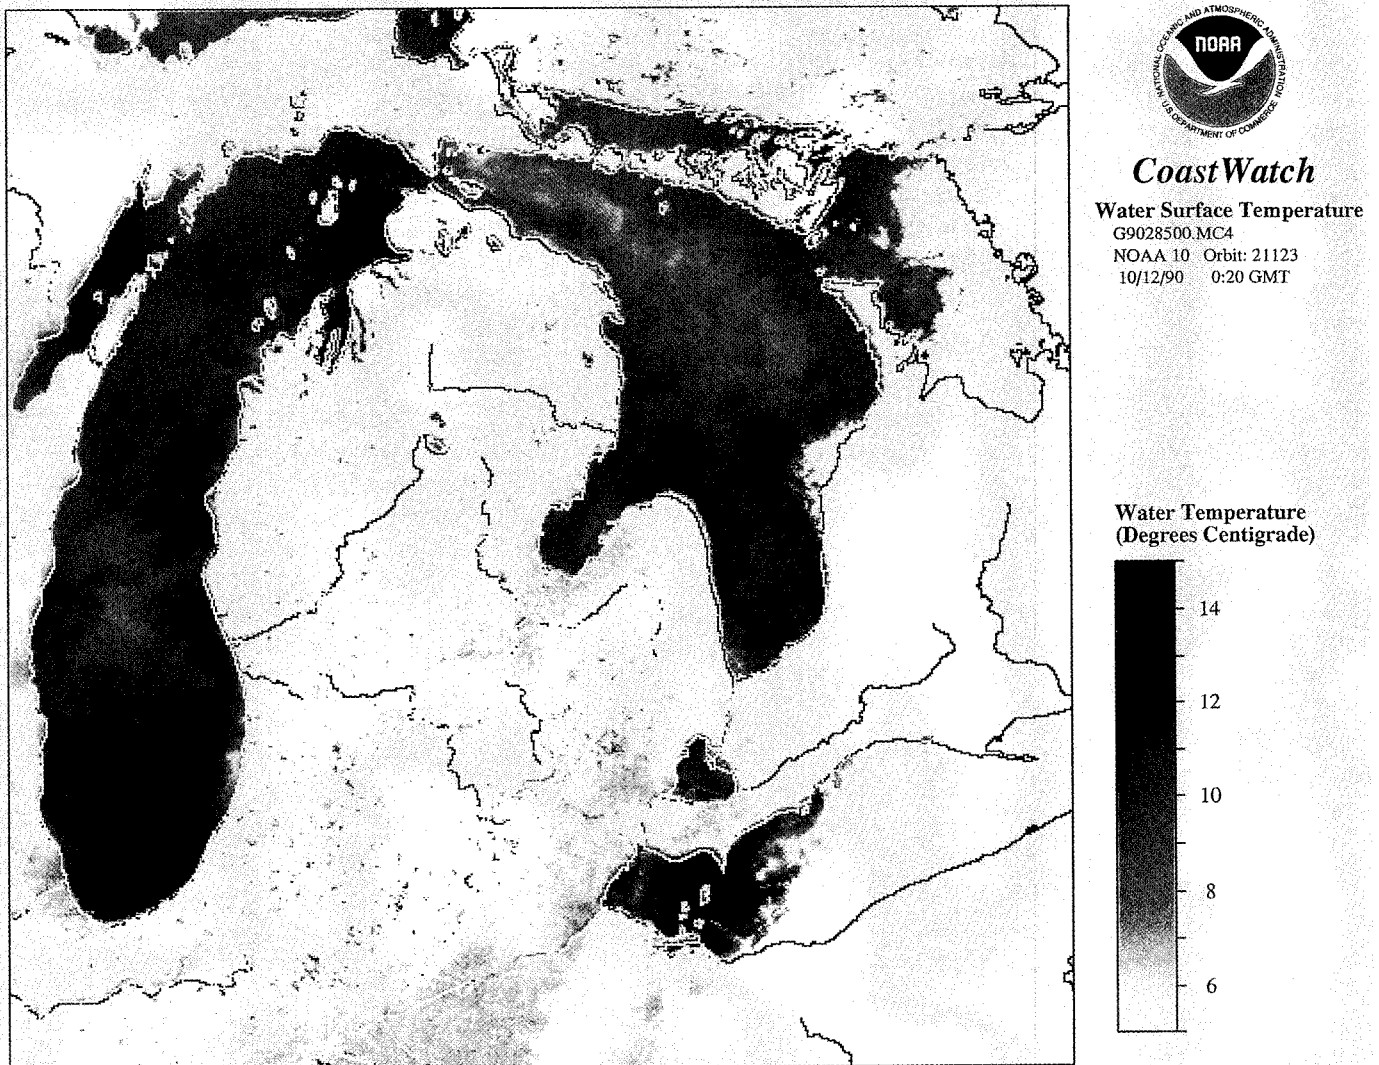 NATIONAL OCEANIC AND ATMOSPHERIC ADMINISTRATION
NOAA
U.S. DEPARTMENT OF COMMERCE
CoastWatch
Water Surface Temperature
G9028500.MC4
NOAA 10 Orbit: 21123
10/12/90 0:20 GMT
Water Temperature
(Degrees Centigrade)
14
12
10
8
6